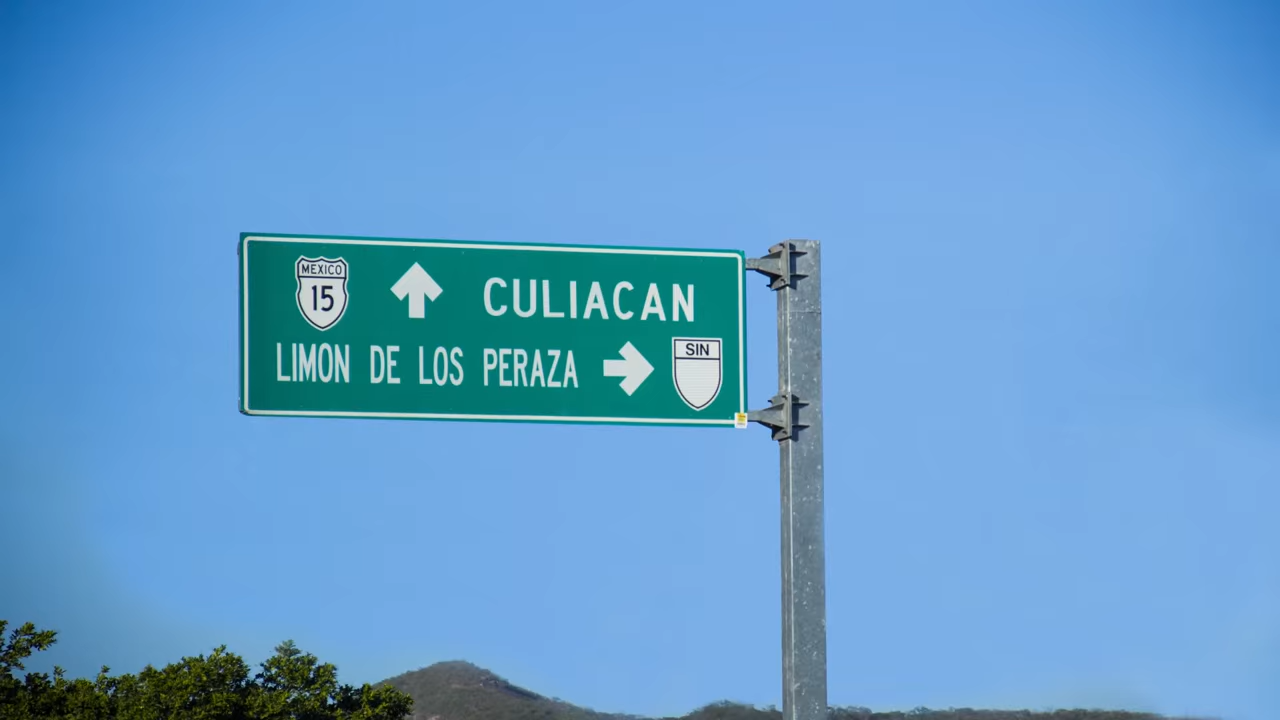 MEXICO
15
CULIACAN
LIMON DE LOS PERAZA
SIN